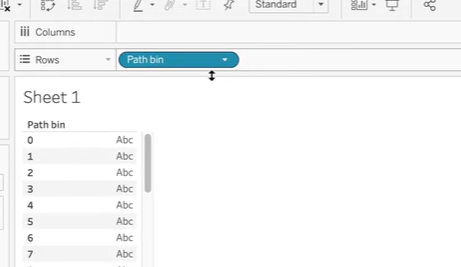 Standard
Columns
Rows
Path bin
Sheet 1
Path bin
0 Abc
1 Abc
2 Abc
3 Abc
4 Abc
5 Abc
6 Abc
7 Abc